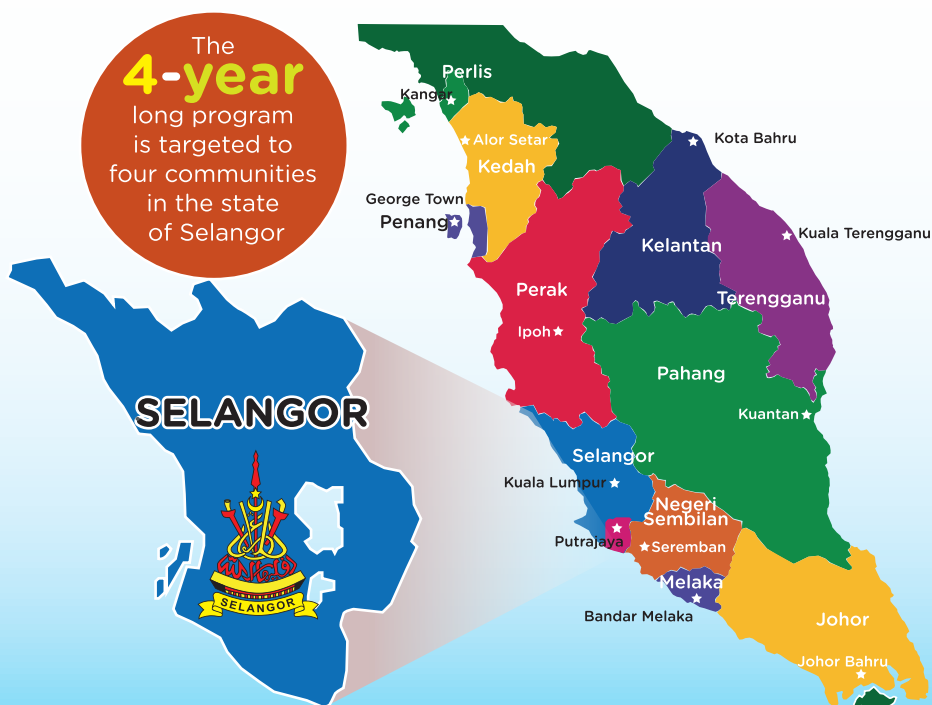 The
4-year
long program
is targeted to
four communities
in the state
of Selangor
Perlis
Kangar
Alor Setar
Kedah
George Town
Penang
Kota Bahru
Kuala Terengganu
Kelantan
Terengganu
Perak
Ipoh
Pahang
Kuantan
SELANGOR
Selangor
Kuala Lumpur
Negeri
Sembilan
Putrajaya
Seremban
Melaka
Bandar Melaka
SELANGOR
Johor
Johor Bahru